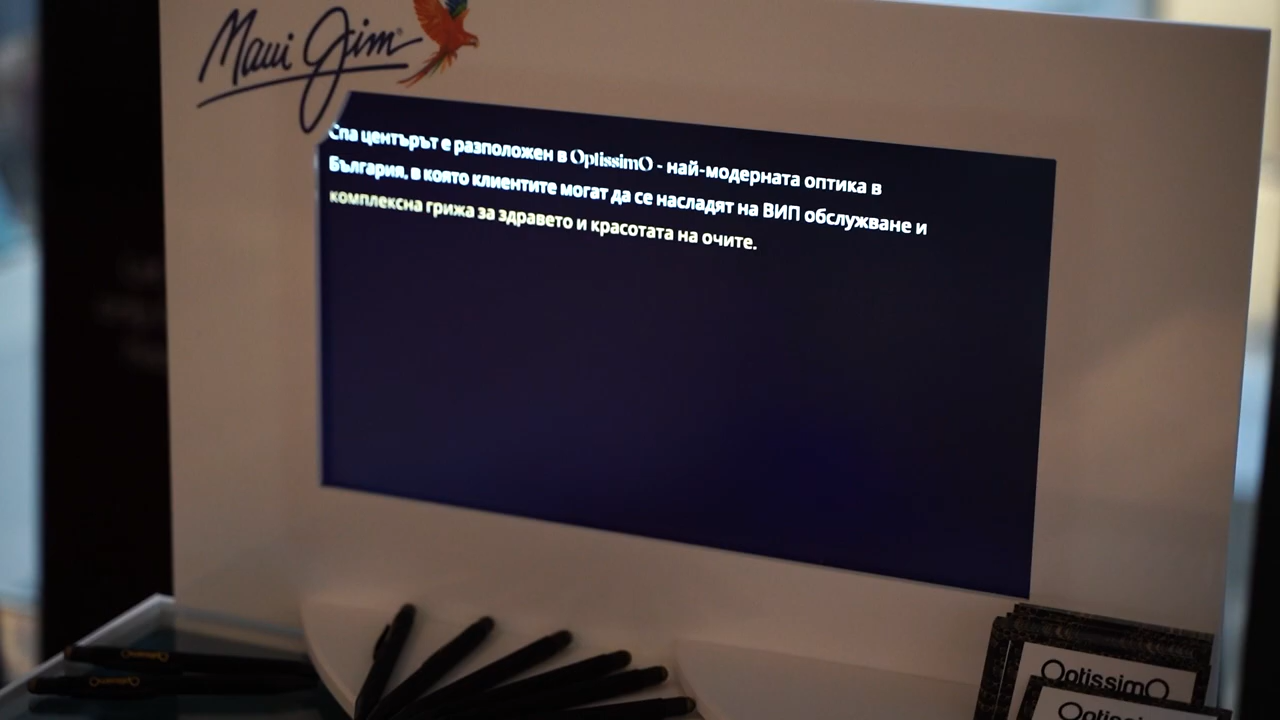 Maui Jim
Спа центърът е разположен в OptissimO - най-модерната оптика в
България, в която клиентите могат да се насладят на ВИП обслужване и
комплексна грижа за здравето и красотата на очите.
OptissimO